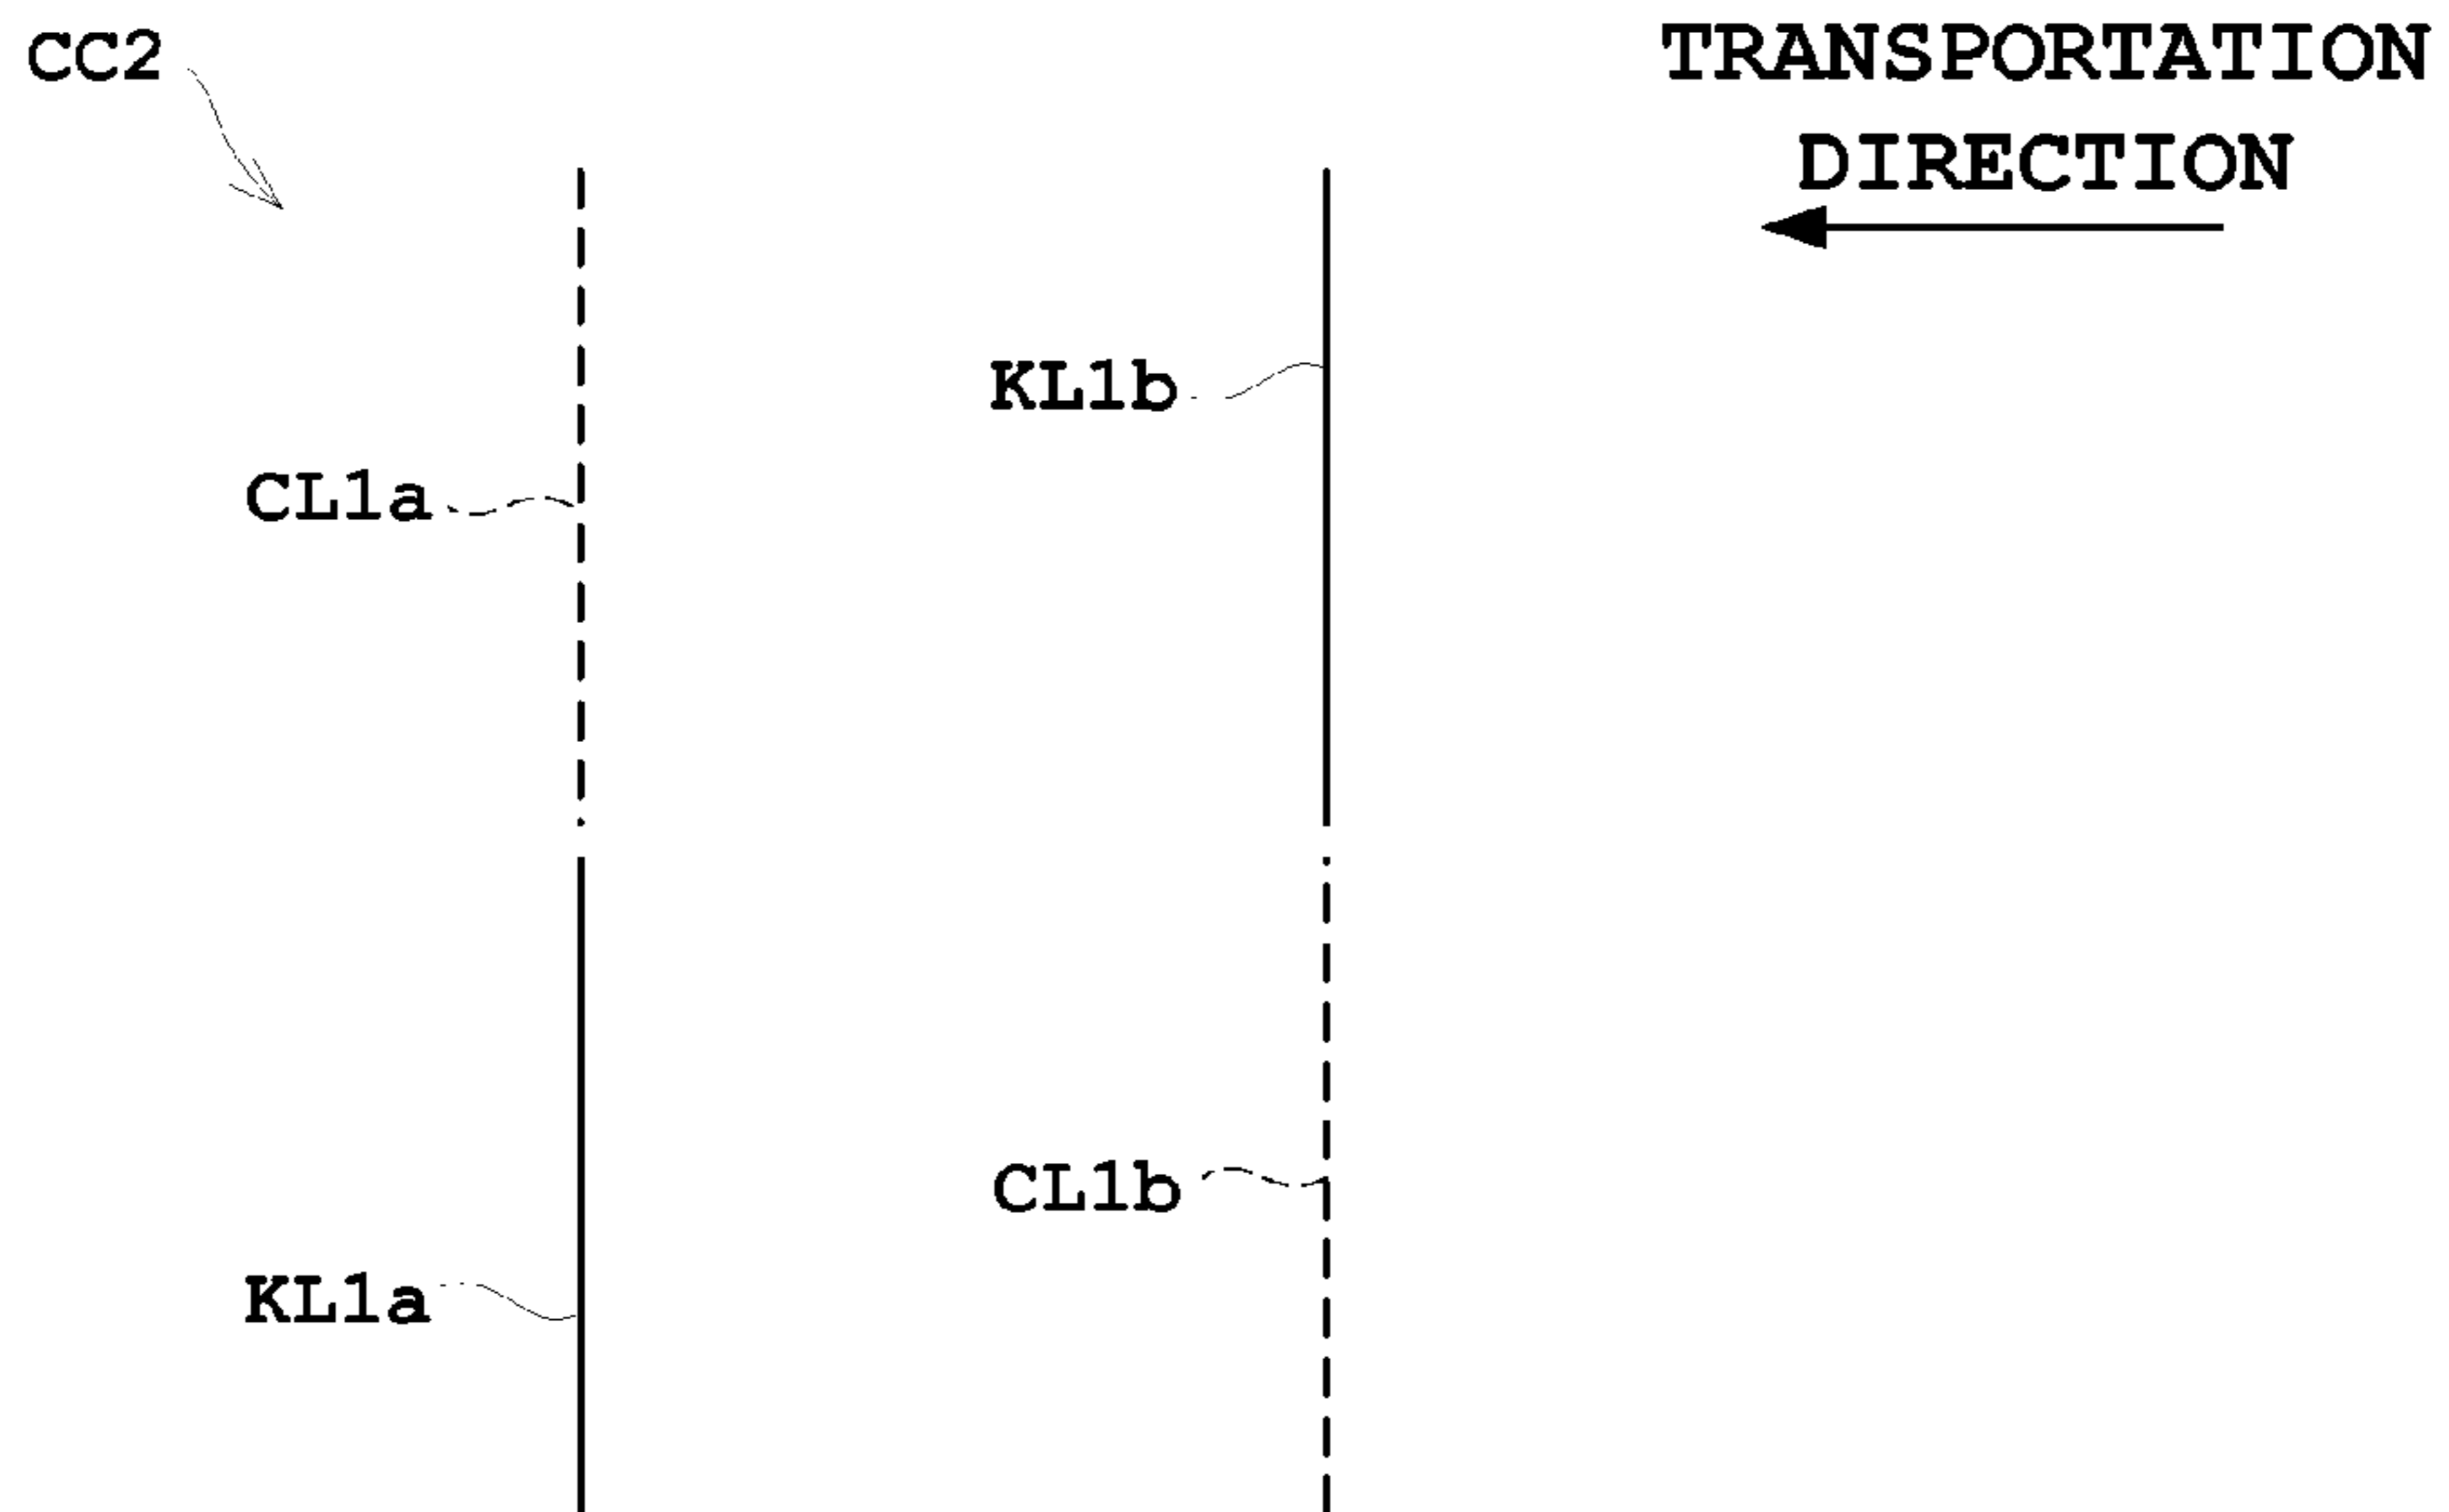 CC2
TRANSPORTATION
DIRECTION
KL1b
CL1a
CL1b
KL1a